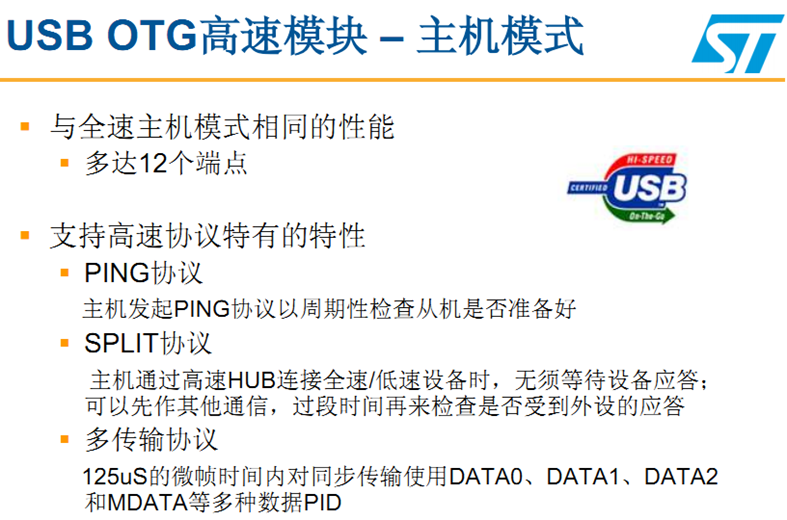 USB OTG高速模块 – 主机模式
ST
与全速主机模式相同的性能
多达12个端点
HI-SPEED
CERTIFIED
USB
On-The-Go
支持高速协议特有的特性
PING协议
主机发起PING协议以周期性检查从机是否准备好
SPLIT协议
主机通过高速HUB连接全速/低速设备时，无须等待设备应答；
可以先作其他通信，过段时间再来检查是否受到外设的应答
多传输协议
125uS的微帧时间内对同步传输使用DATA0、DATA1、DATA2
和MDATA等多种数据PID